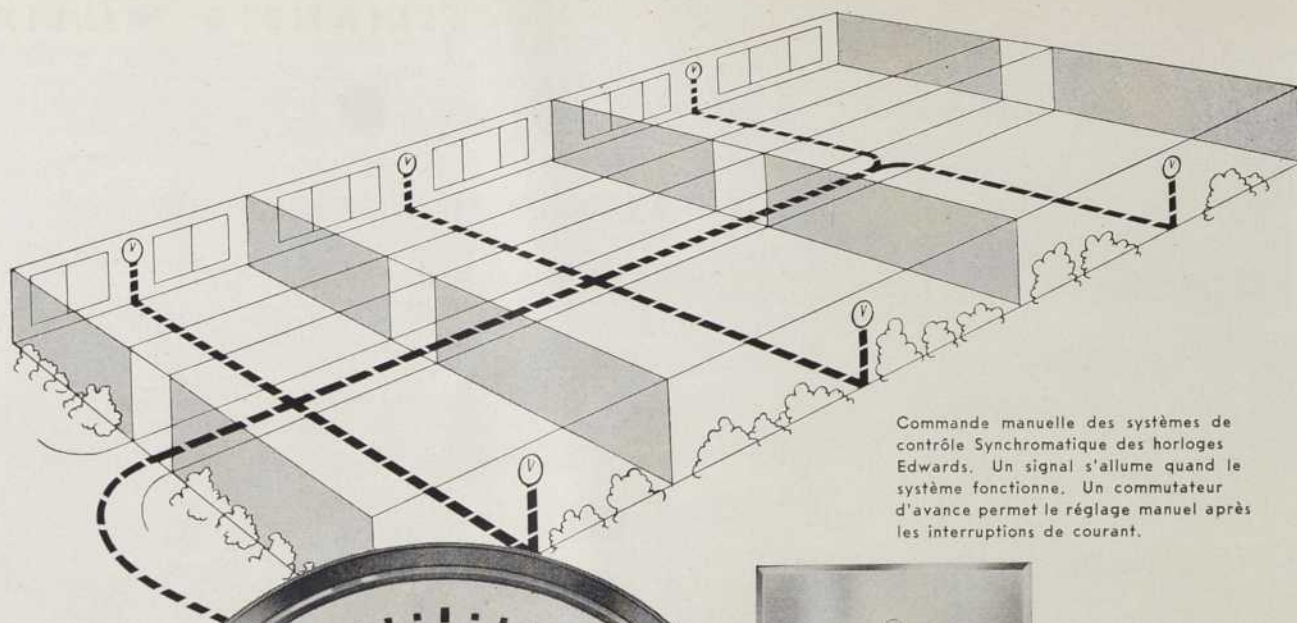 Commande manuelle des systèmes de
contrôle Synchromatique des horloges
Edwards. Un signal s'allume quand le
système fonctionne. Un commutateur
d'avance permet le réglage manuel après
les interruptions de courant.